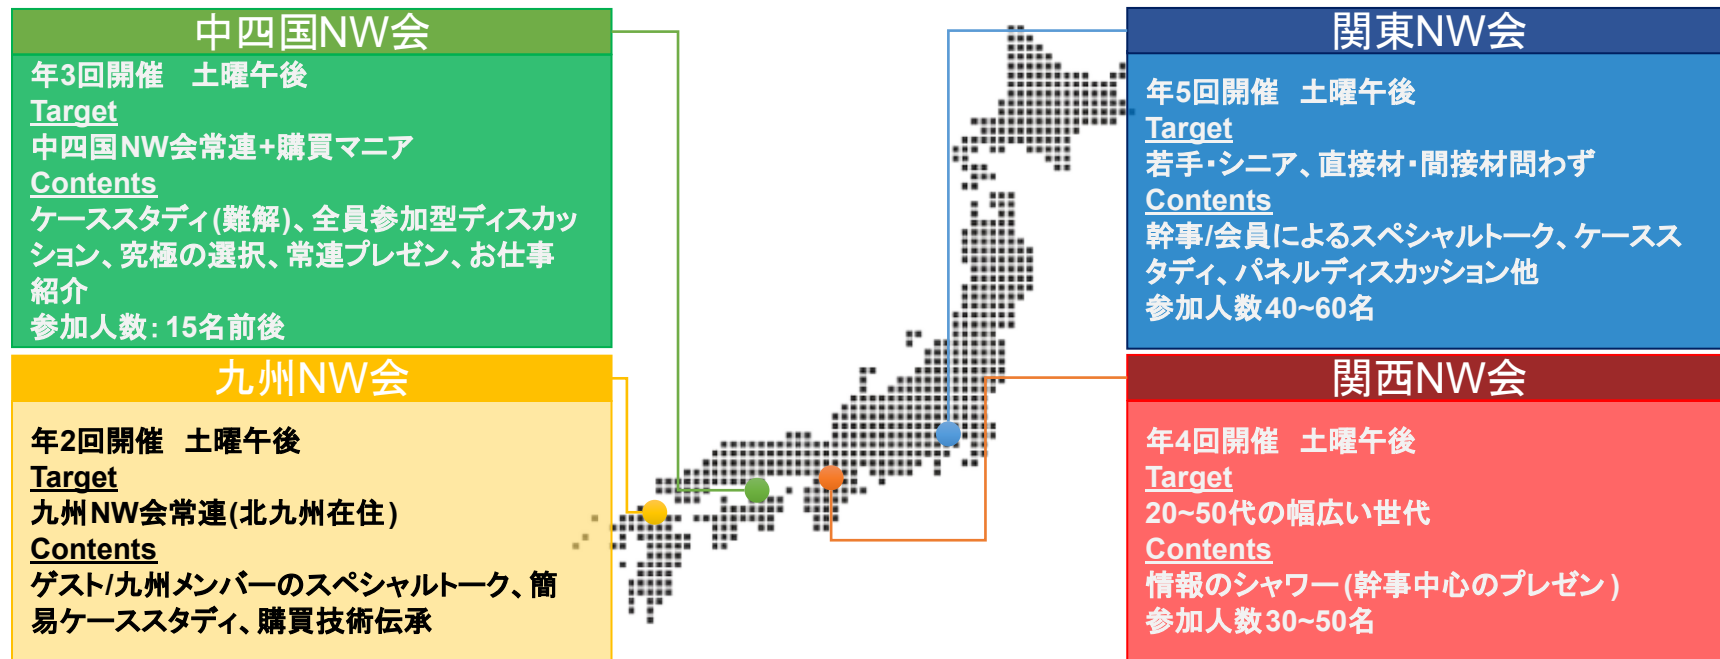 中四国NW会
年3回開催　土曜午後
Target
中四国NW会常連+購買マニア
Contents
ケーススタディ(難解)、全員参加型ディスカッ
ション、究極の選択、常連プレゼン、お仕事
紹介
参加人数: 15名前後
九州NW会
年2回開催　土曜午後
Target
九州NW会常連(北九州在住)
Contents
ゲスト/九州メンバーのスペシャルトーク、簡
易ケーススタディ、購買技術伝承
関東NW会
年5回開催　土曜午後
Target
若手・シニア、直接材・間接材問わず
Contents
幹事/会員によるスペシャルトーク、ケースス
タディ、パネルディスカッション他
参加人数40~60名
関西NW会
年4回開催　土曜午後
Target
20~50代の幅広い世代
Contents
情報のシャワー(幹事中心のプレゼン)
参加人数30~50名